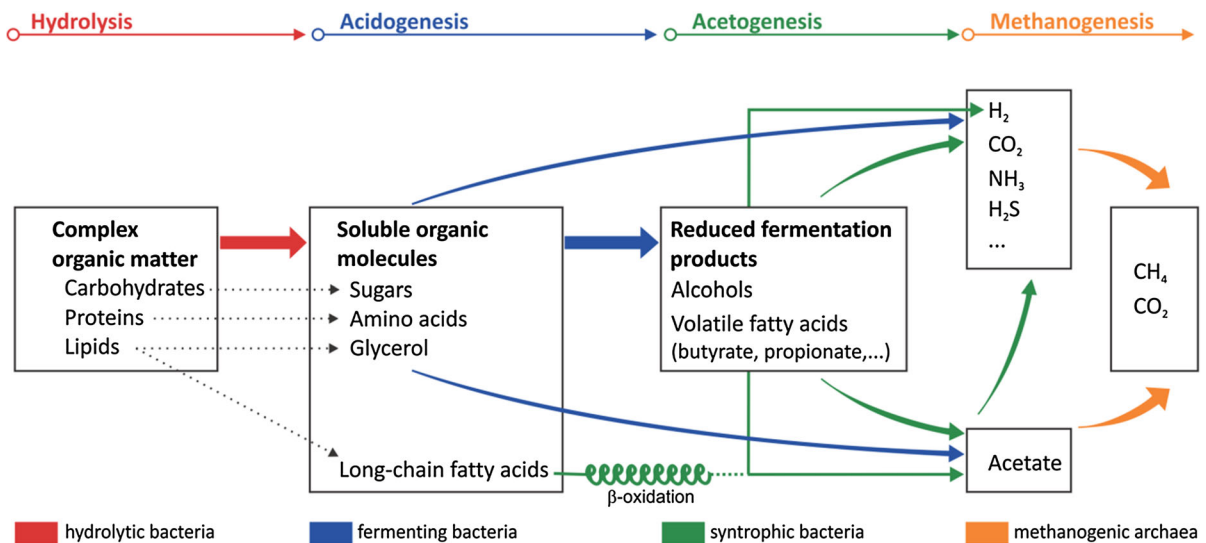 Hydrolysis
Acidogenesis
Acetogenesis
Methanogenesis
Complex
organic matter
Carbohydrates
Proteins
Lipids
Soluble organic
molecules
Sugars
Amino acids
Glycerol
Long-chain fatty acids
β-oxidation
Reduced fermentation
products
Alcohols
Volatile fatty acids
(butyrate, propionate,...)
H₂
CO₂
NH₃
H₂S
...
Acetate
CH₄
CO₂
hydrolytic bacteria
fermenting bacteria
syntrophic bacteria
methanogenic archaea